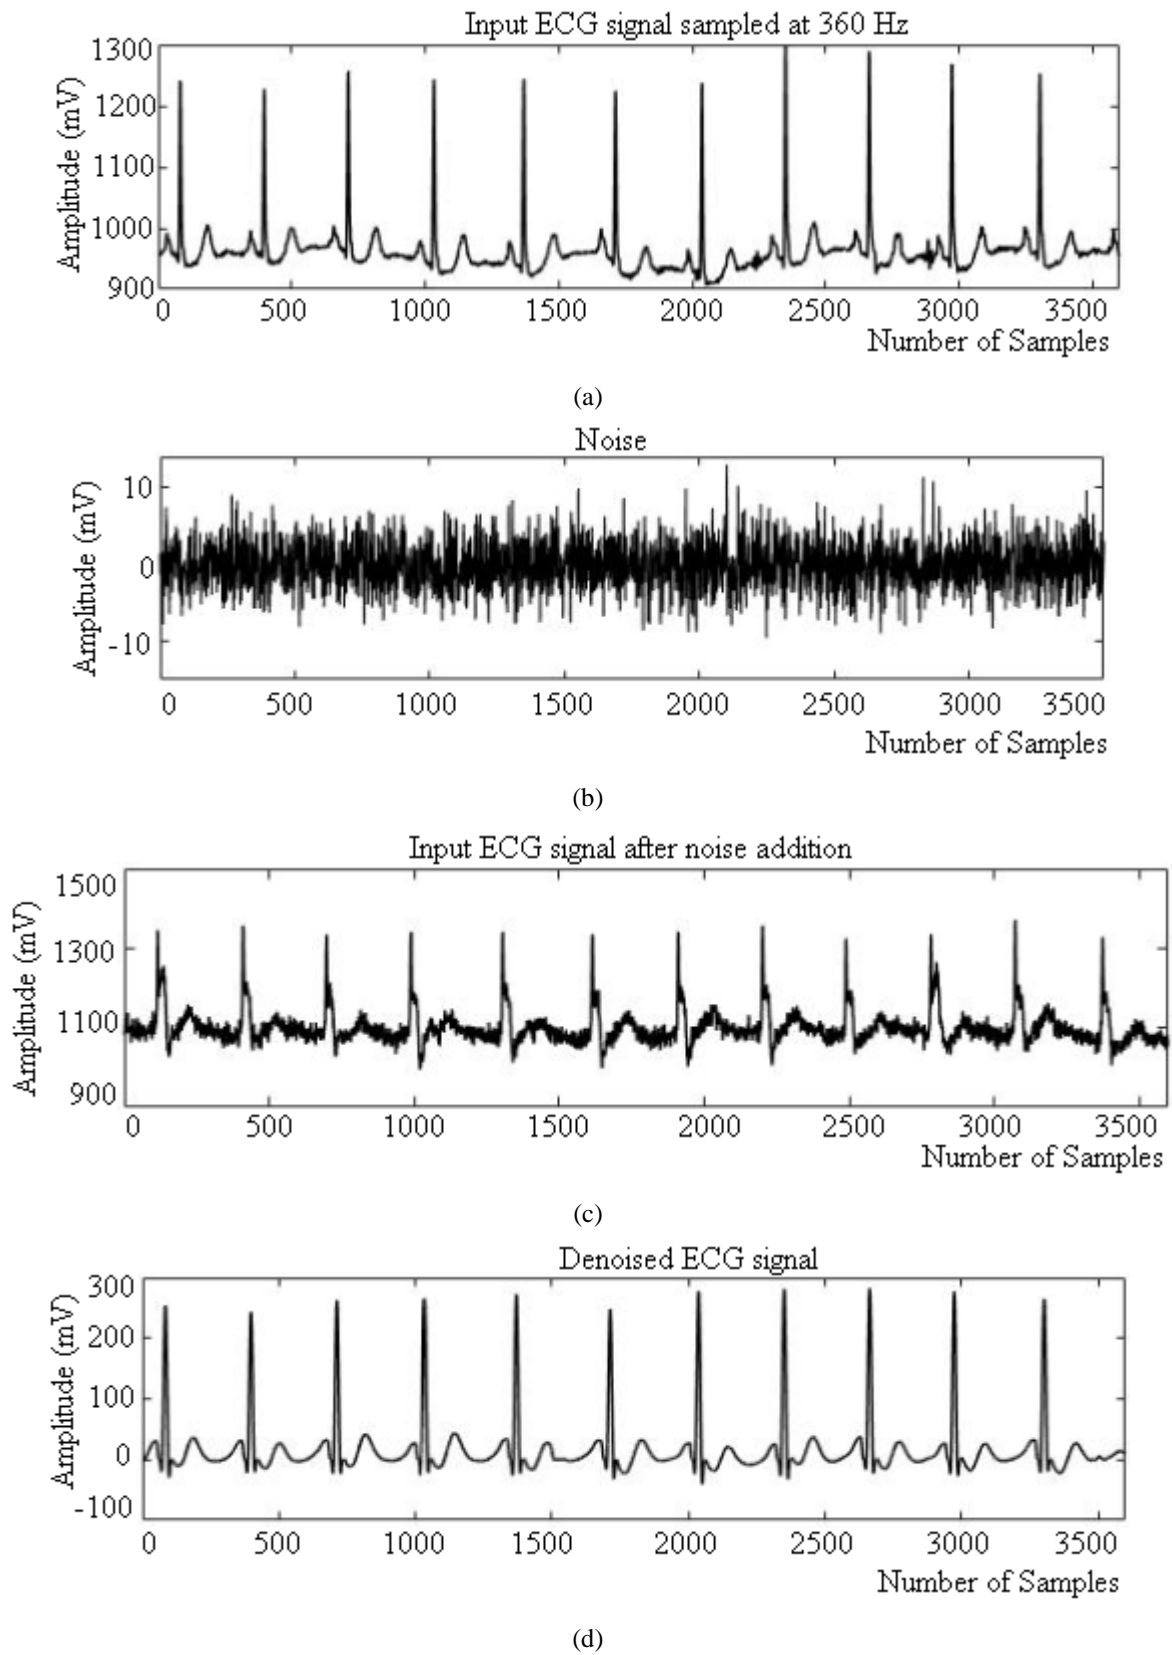 Input ECG signal sampled at 360 Hz
Amplitude (mV)
1300
1200
1100
1000
900
0 500 1000 1500 2000 2500 3000 3500
Number of Samples
(a)
Noise
Amplitude (mV)
10
0
-10
0 500 1000 1500 2000 2500 3000 3500
Number of Samples
(b)
Input ECG signal after noise addition
Amplitude (mV)
1500
1300
1100
900
0 500 1000 1500 2000 2500 3000 3500
Number of Samples
(c)
Denoised ECG signal
Amplitude (mV)
300
200
100
0
-100
0 500 1000 1500 2000 2500 3000 3500
Number of Samples
(d)